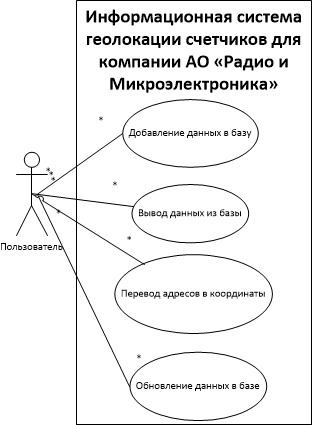 Информационная система
геолокации счетчиков для
компании АО «Радио и
Микроэлектроника»
*
Добавление данных в базу
*
*
*
*
Вывод данных из базы
*
*
Пользователь
Перевод адресов в координаты
*
Обновление данных в базе